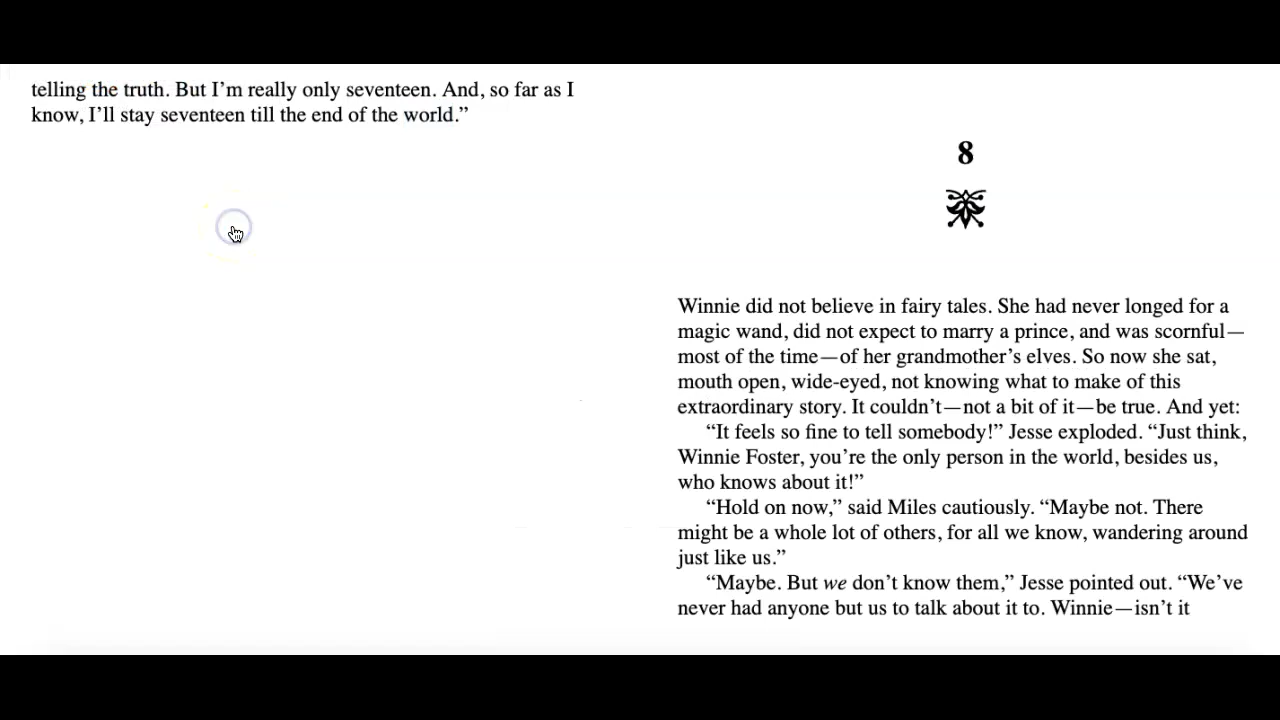 telling the truth. But I’m really only seventeen. And, so far as I
know, I’ll stay seventeen till the end of the world.”
8
Winnie did not believe in fairy tales. She had never longed for a
magic wand, did not expect to marry a prince, and was scornful—
most of the time—of her grandmother’s elves. So now she sat,
mouth open, wide-eyed, not knowing what to make of this
extraordinary story. It couldn’t—not a bit of it—be true. And yet:
“It feels so fine to tell somebody!” Jesse exploded. “Just think,
Winnie Foster, you’re the only person in the world, besides us,
who knows about it!”
“Hold on now,” said Miles cautiously. “Maybe not. There
might be a whole lot of others, for all we know, wandering around
just like us.”
“Maybe. But we don’t know them,” Jesse pointed out. “We’ve
never had anyone but us to talk about it to. Winnie—isn’t it